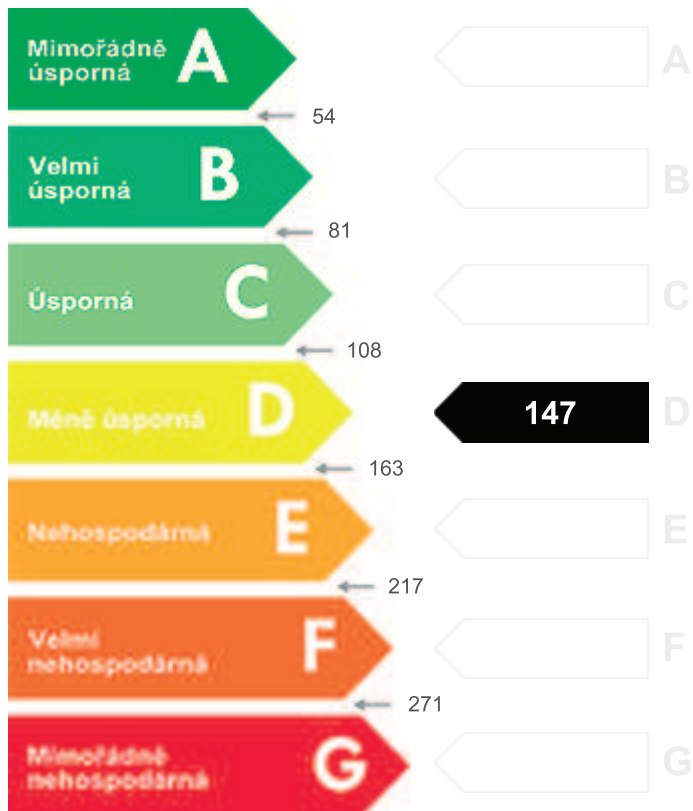 Mimořádně
úsporná
A
A
54
Velmi
úsporná
B
B
81
Úsporná
C
C
108
Méně úsporná
D
147
D
163
Nehospodárná
E
E
217
Velmi
nehospodárná
F
F
271
Mimořádně
nehospodárná
G
G